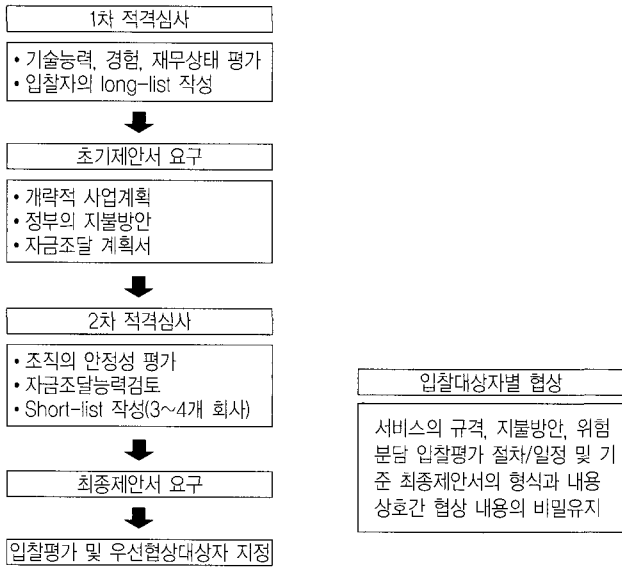 1차 적격심사
• 기술능력, 경험, 재무상태 평가
• 입찰자의 long-list 작성
초기제안서 요구
• 개략적 사업계획
• 정부의 지불방안
• 자금조달 계획서
2차 적격심사
• 조직의 안정성 평가
• 자금조달능력검토
• Short-list 작성(3~4개 회사)
최종제안서 요구
입찰평가 및 우선협상대상자 지정
입찰대상자별 협상
서비스의 규격, 지불방안, 위험
분담 입찰평가 절차/일정 및 기
준 최종제안서의 형식과 내용
상호간 협상 내용의 비밀유지